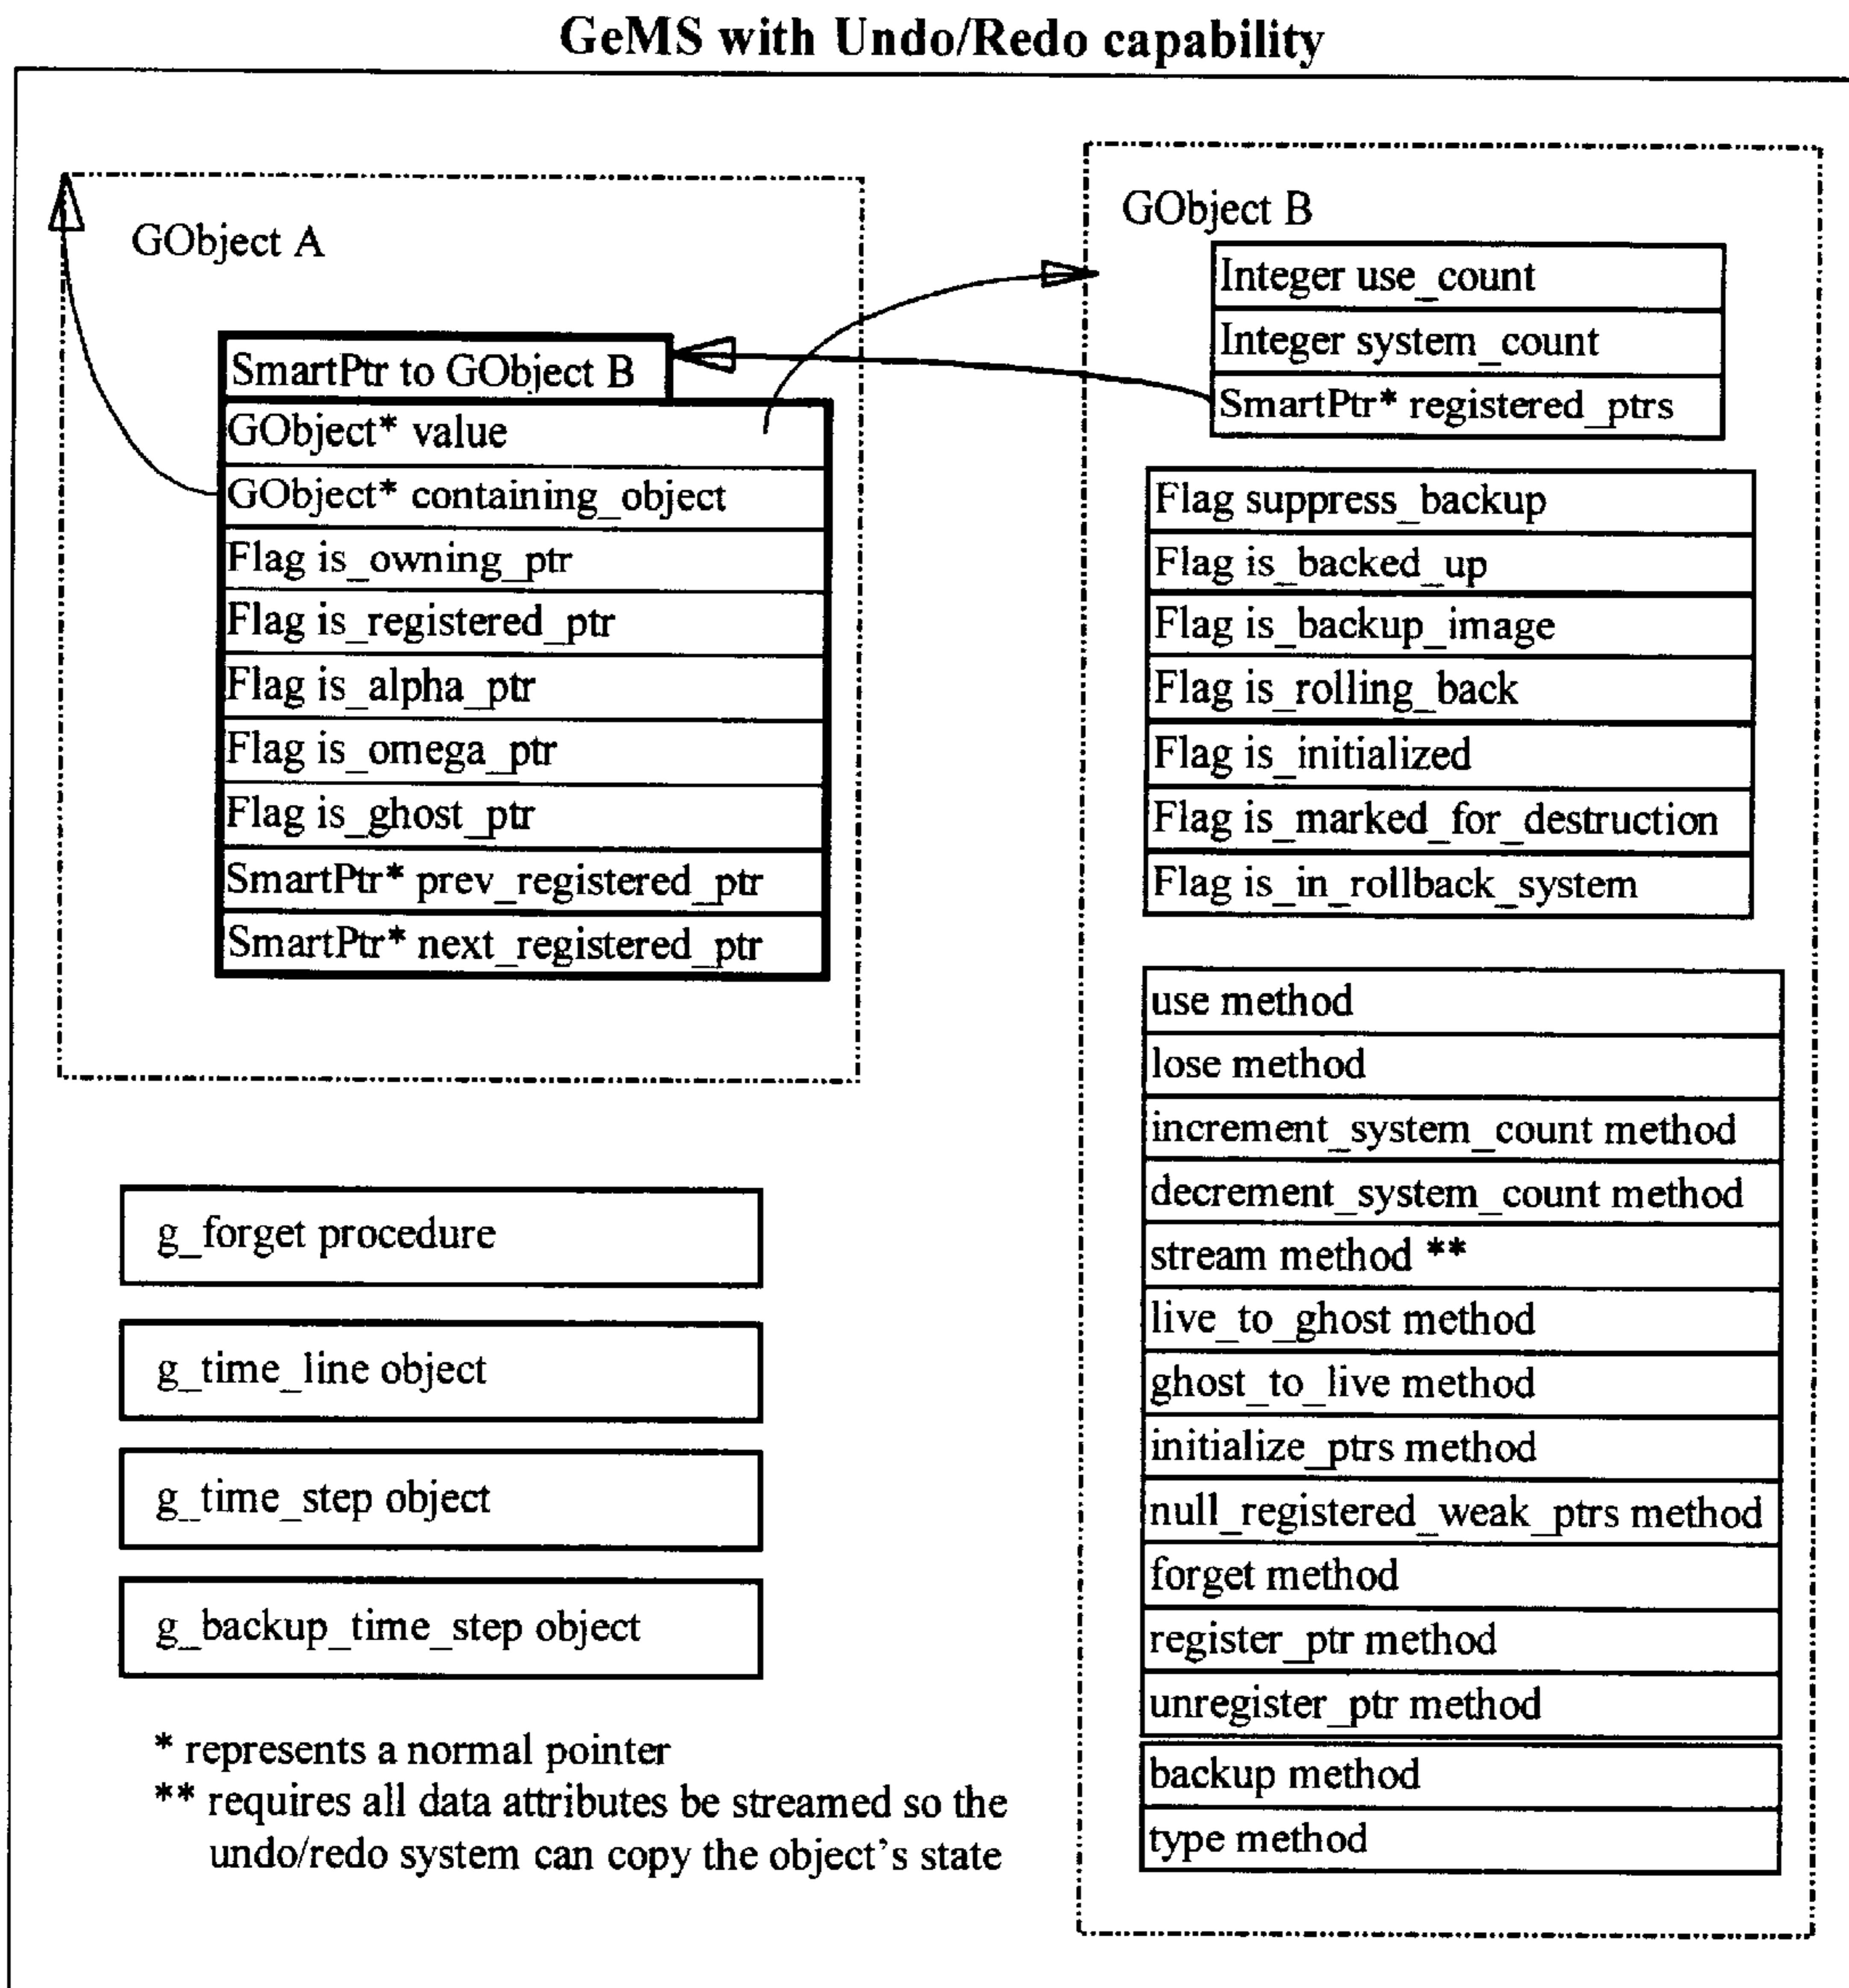 GeMS with Undo/Redo capability
GObject A
SmartPtr to GObject B
GObject* value
GObject* containing_object
Flag is_owning_ptr
Flag is_registered_ptr
Flag is_alpha_ptr
Flag is_omega_ptr
Flag is_ghost_ptr
SmartPtr* prev_registered_ptr
SmartPtr* next_registered_ptr
g_forget procedure
g_time_line object
g_time_step object
g_backup_time_step object
* represents a normal pointer
** requires all data attributes be streamed so the
undo/redo system can copy the object's state
GObject B
Integer use_count
Integer system_count
SmartPtr* registered_ptrs
Flag suppress_backup
Flag is_backed_up
Flag is_backup_image
Flag is_rolling_back
Flag is_initialized
Flag is_marked_for_destruction
Flag is_in_rollback_system
use method
lose method
increment_system_count method
decrement_system_count method
stream method **
live_to_ghost method
ghost_to_live method
initialize_ptrs method
null_registered_weak_ptrs method
forget method
register_ptr method
unregister_ptr method
backup method
type method